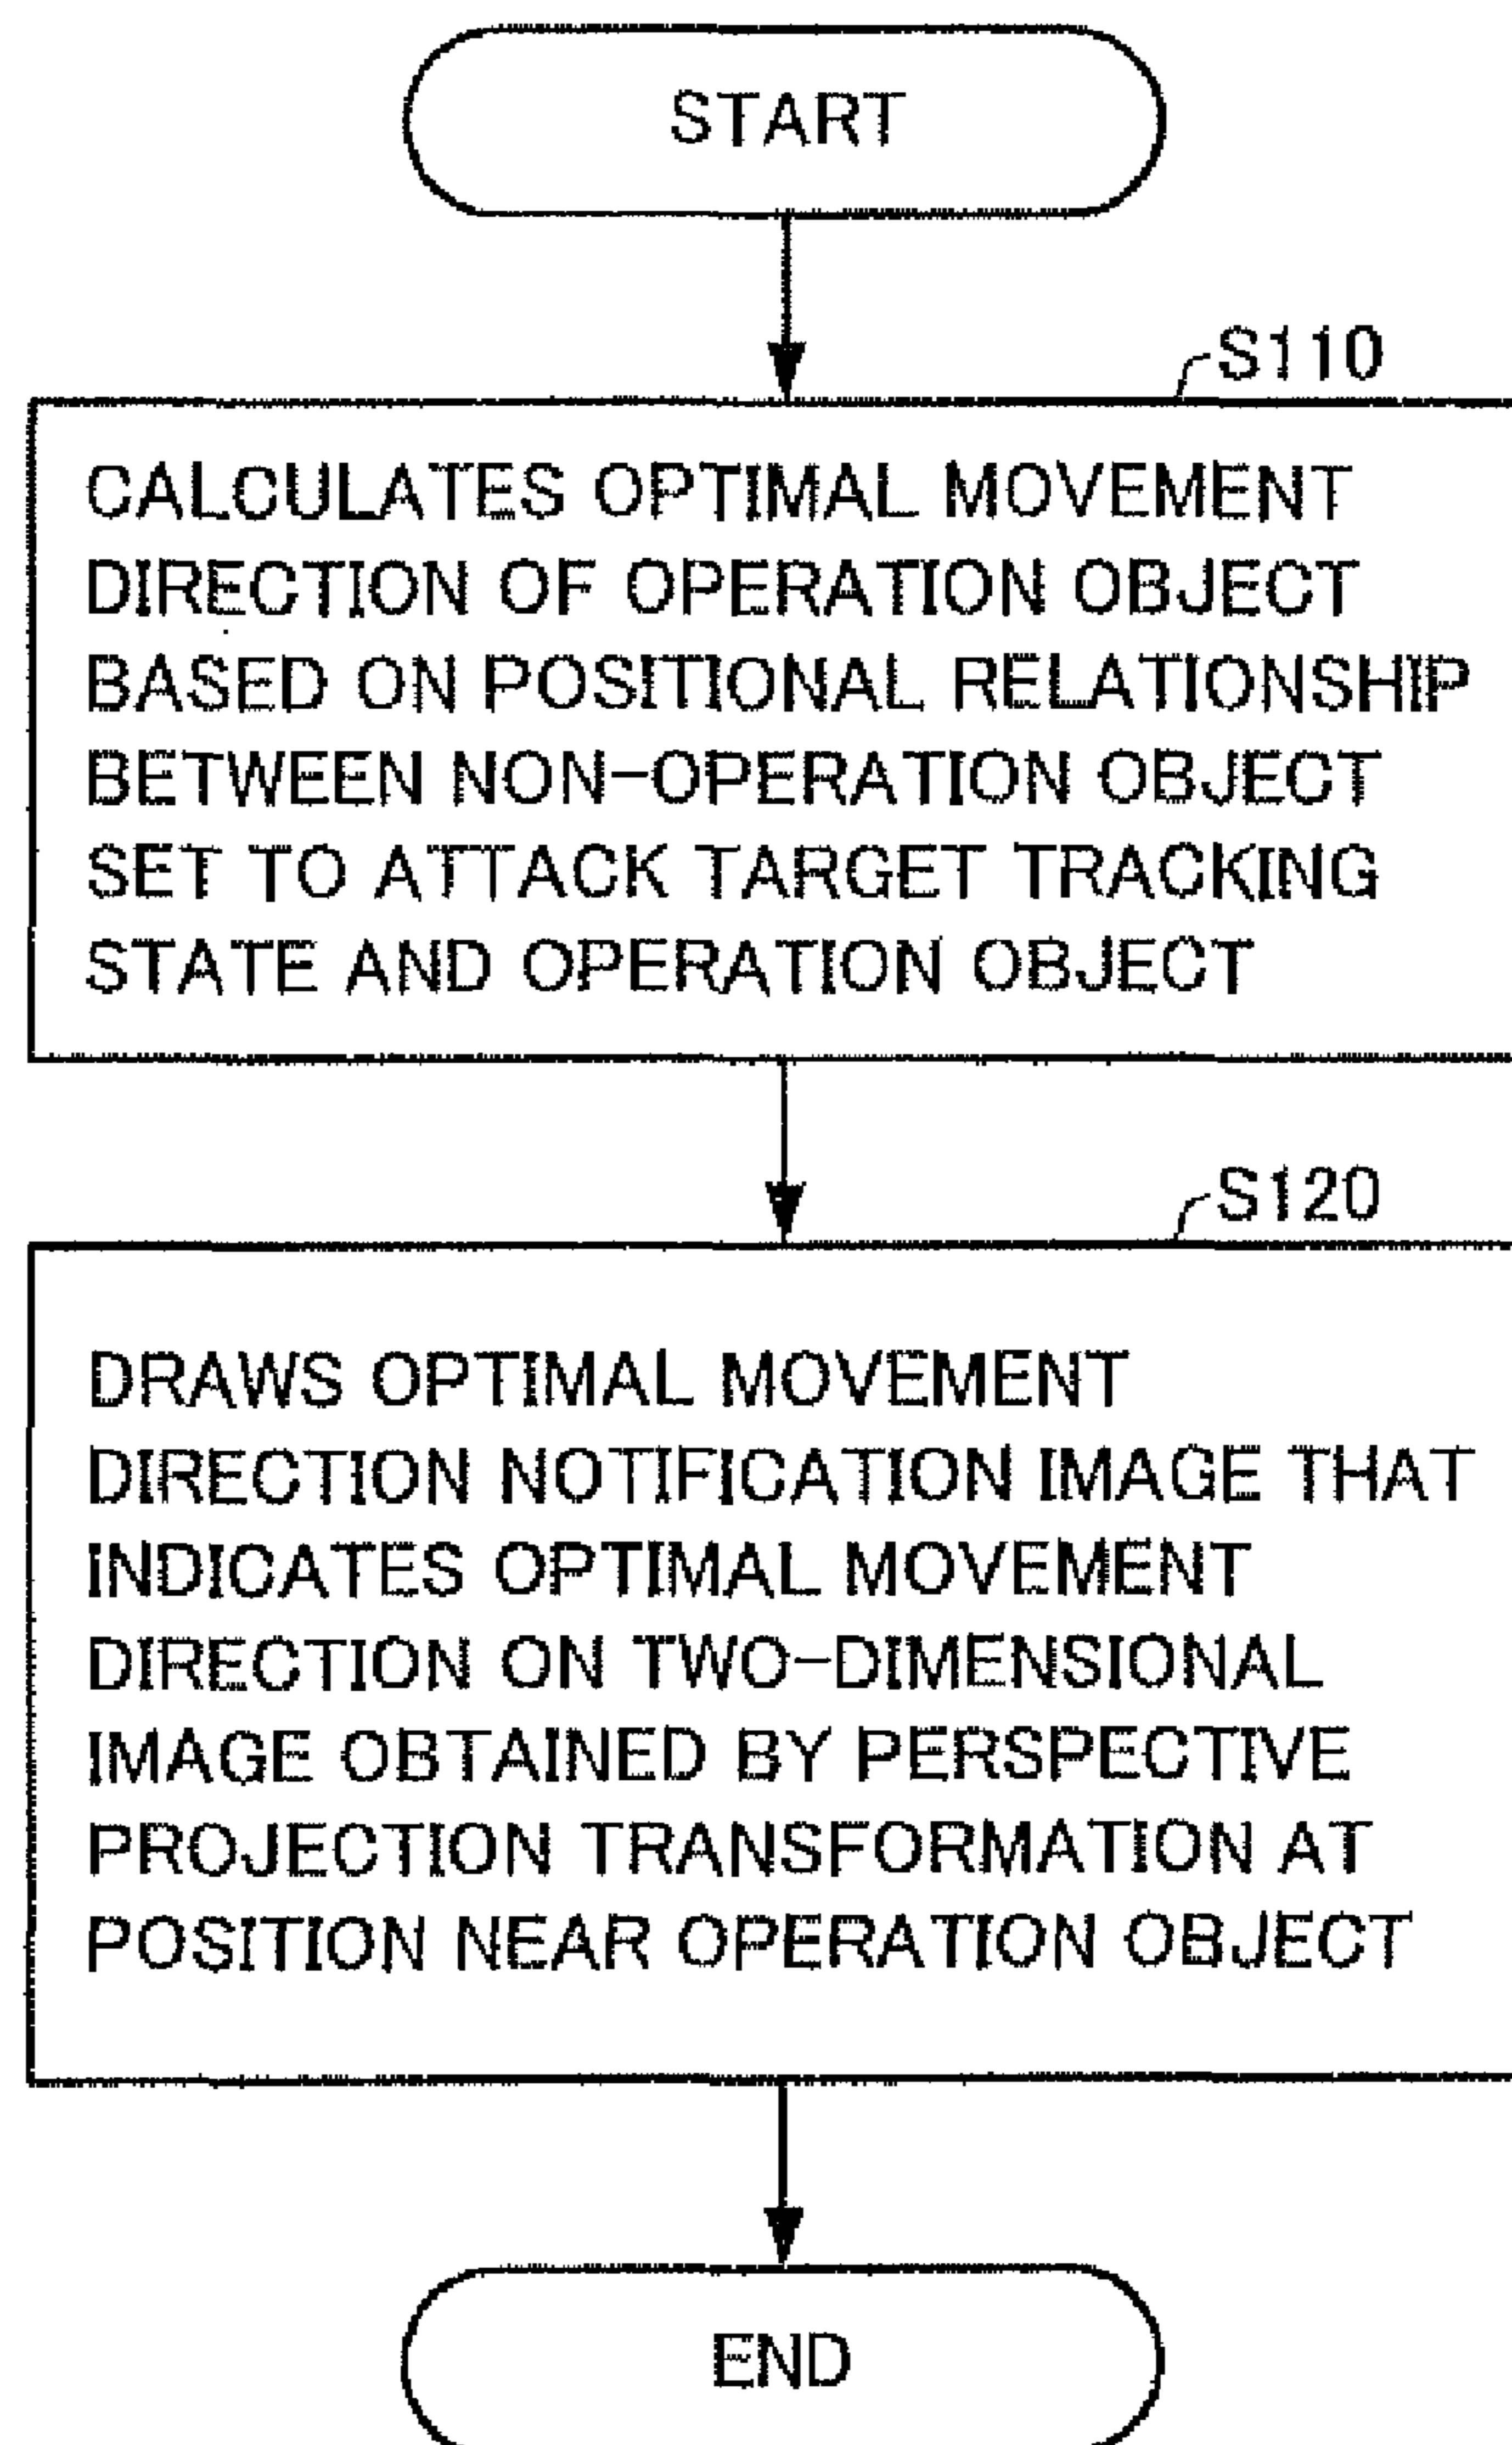 START
S110
CALCULATES OPTIMAL MOVEMENT
DIRECTION OF OPERATION OBJECT
BASED ON POSITIONAL RELATIONSHIP
BETWEEN NON-OPERATION OBJECT
SET TO ATTACK TARGET TRACKING
STATE AND OPERATION OBJECT
S120
DRAWS OPTIMAL MOVEMENT
DIRECTION NOTIFICATION IMAGE THAT
INDICATES OPTIMAL MOVEMENT
DIRECTION ON TWO-DIMENSIONAL
IMAGE OBTAINED BY PERSPECTIVE
PROJECTION TRANSFORMATION AT
POSITION NEAR OPERATION OBJECT
END